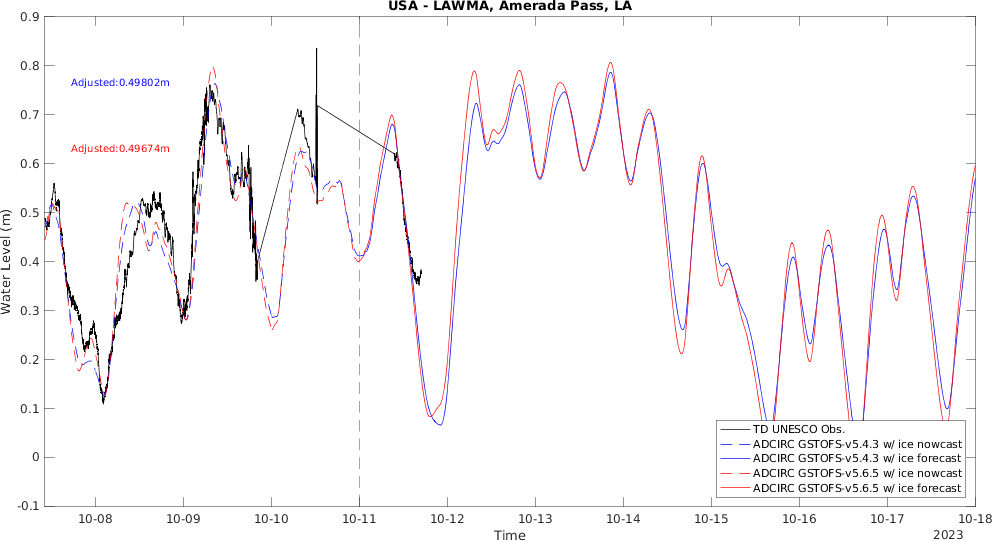 USA - LAWMA, Amerada Pass, LA
0.9
0.8
0.7
0.6
0.5
0.4
0.3
0.2
0.1
0
-0.1
Water Level (m)
Adjusted:0.49802m
Adjusted:0.49674m
TD UNESCO Obs.
ADCIRC GSTOFS-v5.4.3 w/ ice nowcast
ADCIRC GSTOFS-v5.4.3 w/ ice forecast
ADCIRC GSTOFS-v5.6.5 w/ ice nowcast
ADCIRC GSTOFS-v5.6.5 w/ ice forecast
10-08 10-09 10-10 10-11 10-12 10-13 10-14 10-15 10-16 10-17 10-18
Time
2023